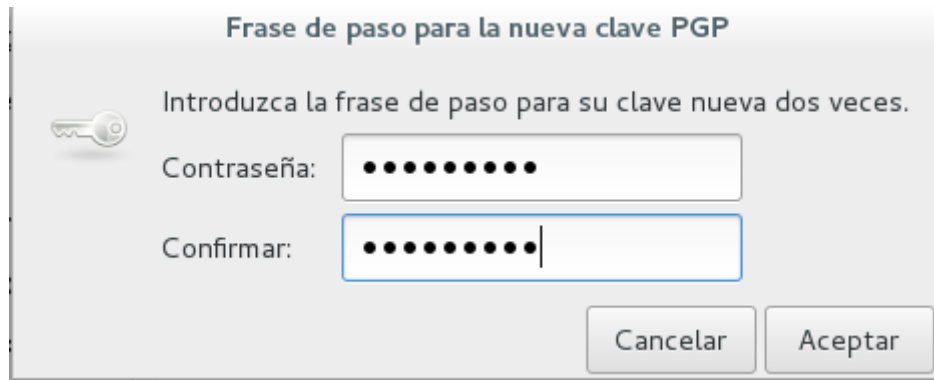 Frase de paso para la nueva clave PGP
Introduzca la frase de paso para su clave nueva dos veces.
Contraseña: •••••••••
Confirmar: •••••••••
Cancelar Aceptar